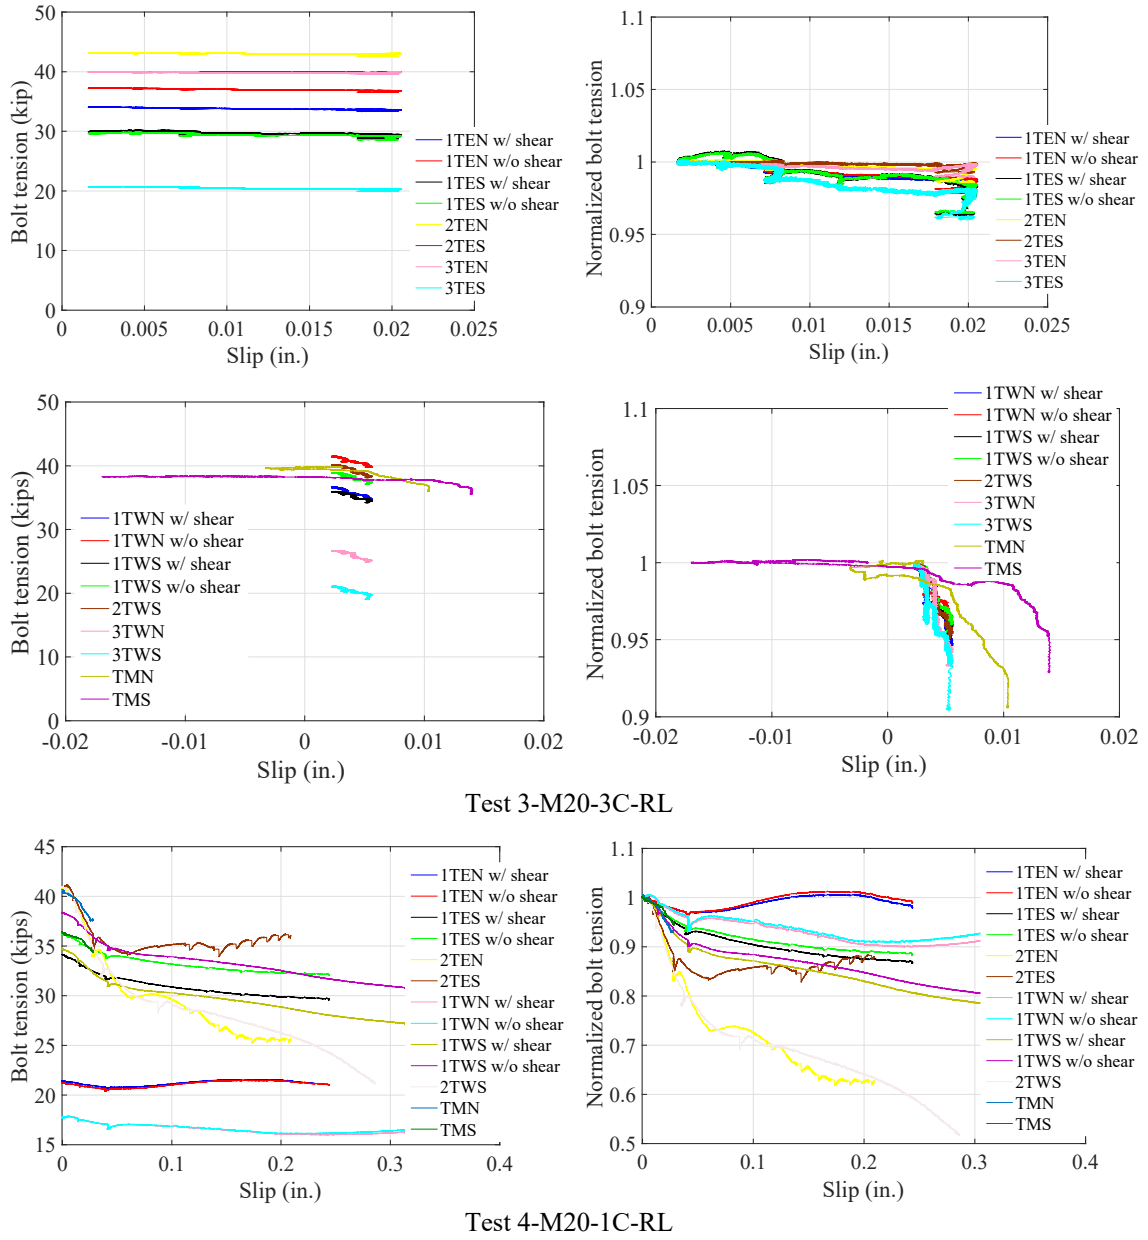 Bolt tension (kip)
50
40
30
20
10
0
0
0.005
0.01
0.015
0.02
0.025
Slip (in.)
1TEN w/ shear
1TEN w/o shear
1TES w/ shear
1TES w/o shear
2TEN
2TES
3TEN
3TES
Normalized bolt tension
1.1
1.05
1
0.95
0.9
0
0.005
0.01
0.015
0.02
0.025
Slip (in.)
1TEN w/ shear
1TEN w/o shear
1TES w/ shear
1TES w/o shear
2TEN
2TES
3TEN
3TES
Bolt tension (kips)
50
40
30
20
10
0
-0.02
-0.01
0
0.01
0.02
Slip (in.)
1TWN w/ shear
1TWN w/o shear
1TWS w/ shear
1TWS w/o shear
2TWS
3TWN
3TWS
TMN
TMS
Normalized bolt tension
1.1
1.05
1
0.95
0.9
-0.02
-0.01
0
0.01
0.02
Slip (in.)
1TWN w/ shear
1TWN w/o shear
1TWS w/ shear
1TWS w/o shear
2TWS
3TWN
3TWS
TMN
TMS
Test 3-M20-3C-RL
Bolt tension (kips)
45
40
35
30
25
20
15
0
0.1
0.2
0.3
0.4
Slip (in.)
1TEN w/ shear
1TEN w/o shear
1TES w/ shear
1TES w/o shear
2TEN
2TES
1TWN w/ shear
1TWN w/o shear
1TWS w/ shear
1TWS w/o shear
2TWS
TMN
TMS
Normalized bolt tension
1.1
1
0.9
0.8
0.7
0.6
0.5
0
0.1
0.2
0.3
0.4
Slip (in.)
1TEN w/ shear
1TEN w/o shear
1TES w/ shear
1TES w/o shear
2TEN
2TES
1TWN w/ shear
1TWN w/o shear
1TWS w/ shear
1TWS w/o shear
2TWS
TMN
TMS
Test 4-M20-1C-RL